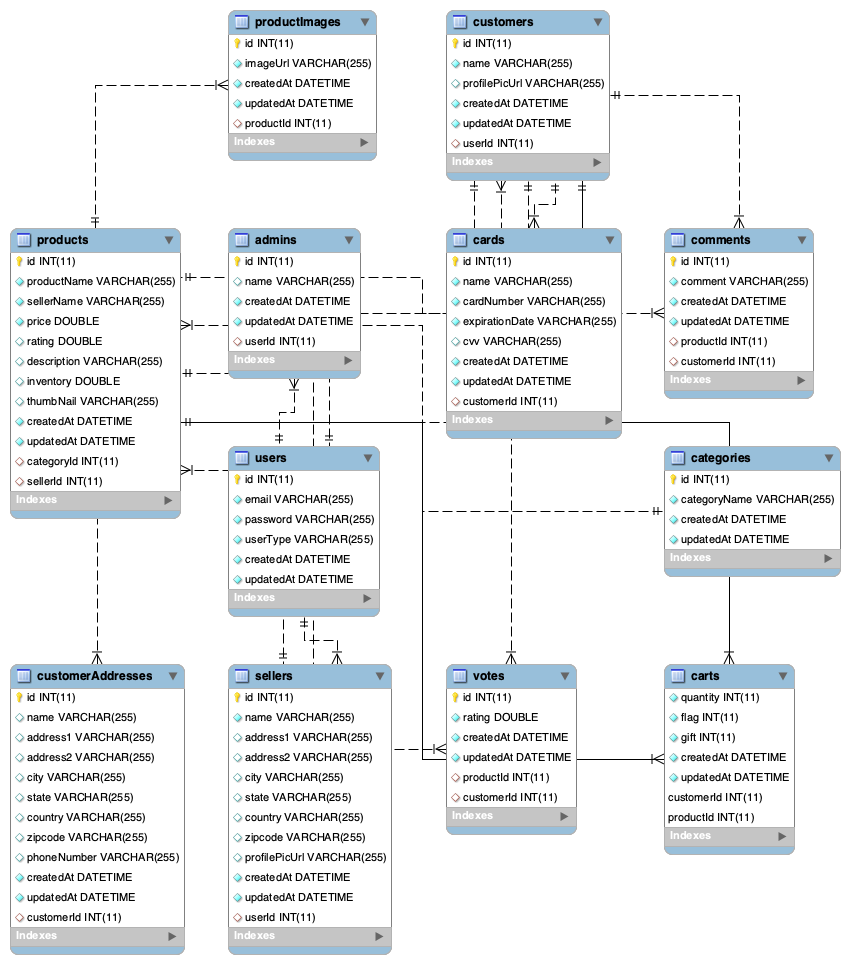 productImages
id INT(11)
imageUrl VARCHAR(255)
createdAt DATETIME
updatedAt DATETIME
productId INT(11)
Indexes
customers
id INT(11)
name VARCHAR(255)
profilePicUrl VARCHAR(255)
createdAt DATETIME
updatedAt DATETIME
userId INT(11)
Indexes
products
id INT(11)
productName VARCHAR(255)
sellerName VARCHAR(255)
price DOUBLE
rating DOUBLE
description VARCHAR(255)
inventory DOUBLE
thumbNail VARCHAR(255)
createdAt DATETIME
updatedAt DATETIME
categoryId INT(11)
sellerId INT(11)
Indexes
admins
id INT(11)
name VARCHAR(255)
createdAt DATETIME
updatedAt DATETIME
userId INT(11)
Indexes
cards
id INT(11)
name VARCHAR(255)
cardNumber VARCHAR(255)
expirationDate VARCHAR(255)
cvv VARCHAR(255)
createdAt DATETIME
updatedAt DATETIME
customerId INT(11)
Indexes
comments
id INT(11)
comment VARCHAR(255)
createdAt DATETIME
updatedAt DATETIME
productId INT(11)
customerId INT(11)
Indexes
users
id INT(11)
email VARCHAR(255)
password VARCHAR(255)
userType VARCHAR(255)
createdAt DATETIME
updatedAt DATETIME
Indexes
categories
id INT(11)
categoryName VARCHAR(255)
createdAt DATETIME
updatedAt DATETIME
Indexes
customerAddresses
id INT(11)
name VARCHAR(255)
address1 VARCHAR(255)
address2 VARCHAR(255)
city VARCHAR(255)
state VARCHAR(255)
country VARCHAR(255)
zipcode VARCHAR(255)
phoneNumber VARCHAR(255)
createdAt DATETIME
updatedAt DATETIME
customerId INT(11)
Indexes
sellers
id INT(11)
name VARCHAR(255)
address1 VARCHAR(255)
address2 VARCHAR(255)
city VARCHAR(255)
state VARCHAR(255)
country VARCHAR(255)
zipcode VARCHAR(255)
profilePicUrl VARCHAR(255)
createdAt DATETIME
updatedAt DATETIME
userId INT(11)
Indexes
votes
id INT(11)
rating DOUBLE
createdAt DATETIME
updatedAt DATETIME
productId INT(11)
customerId INT(11)
Indexes
carts
quantity INT(11)
flag INT(11)
gift INT(11)
createdAt DATETIME
updatedAt DATETIME
customerId INT(11)
productId INT(11)
Indexes